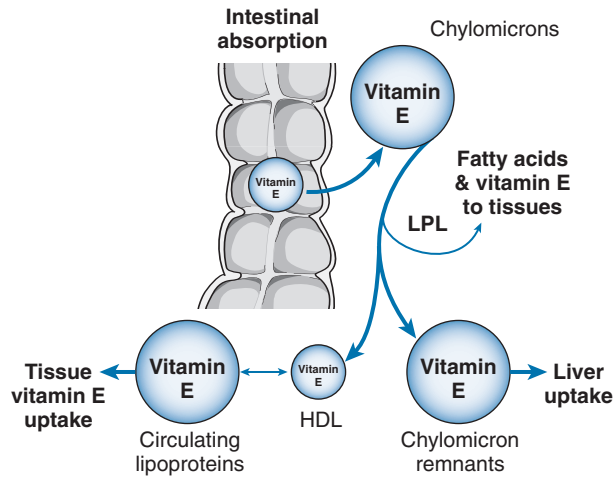 Intestinal
absorption
Chylomicrons
Vitamin
E
Vitamin
E
Fatty acids
& vitamin E
to tissues
LPL
Tissue
vitamin E
uptake
Vitamin
E
Circulating
lipoproteins
Vitamin
E
HDL
Vitamin
E
Chylomicron
remnants
Liver
uptake